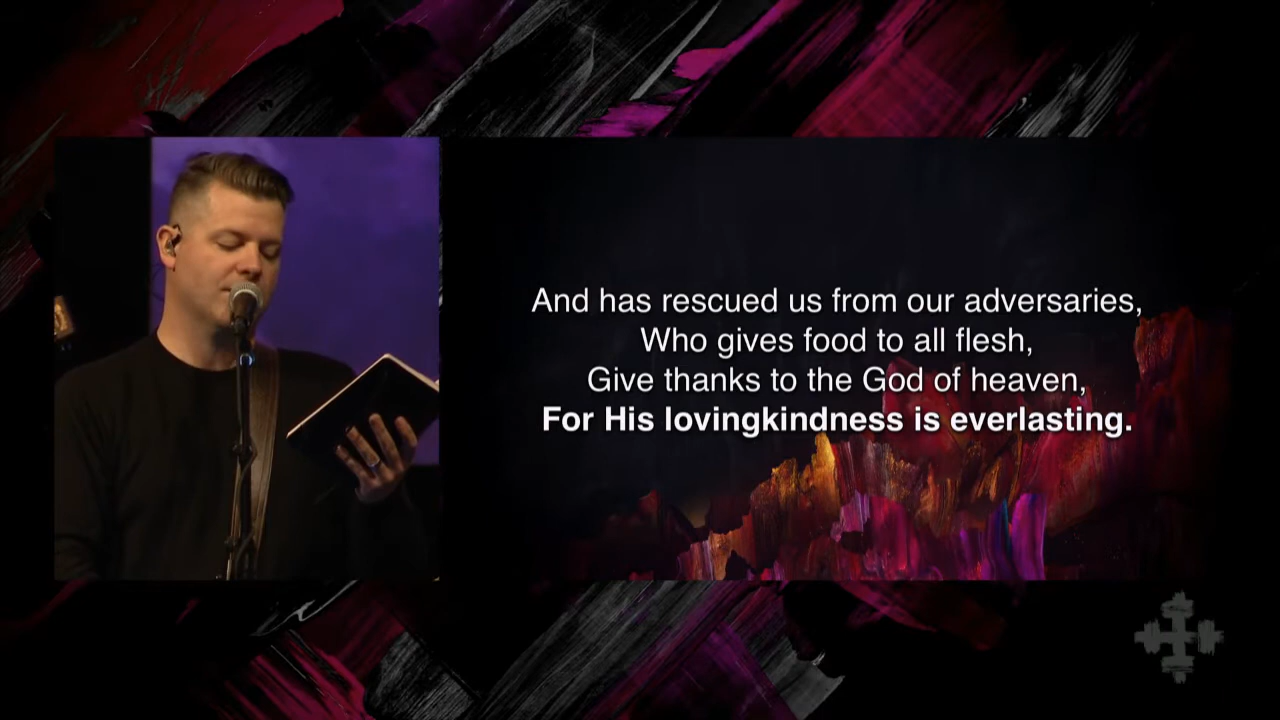 And has rescued us from our adversaries,
Who gives food to all flesh,
Give thanks to the God of heaven,
For His lovingkindness is everlasting.